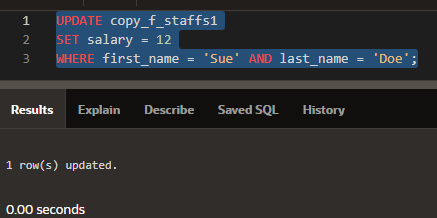 1 UPDATE copy_f_staffs1
2 SET salary = 12
3 WHERE first_name = 'Sue' AND last_name = 'Doe';
Results Explain Describe Saved SQL History
1 row(s) updated.
0.00 seconds